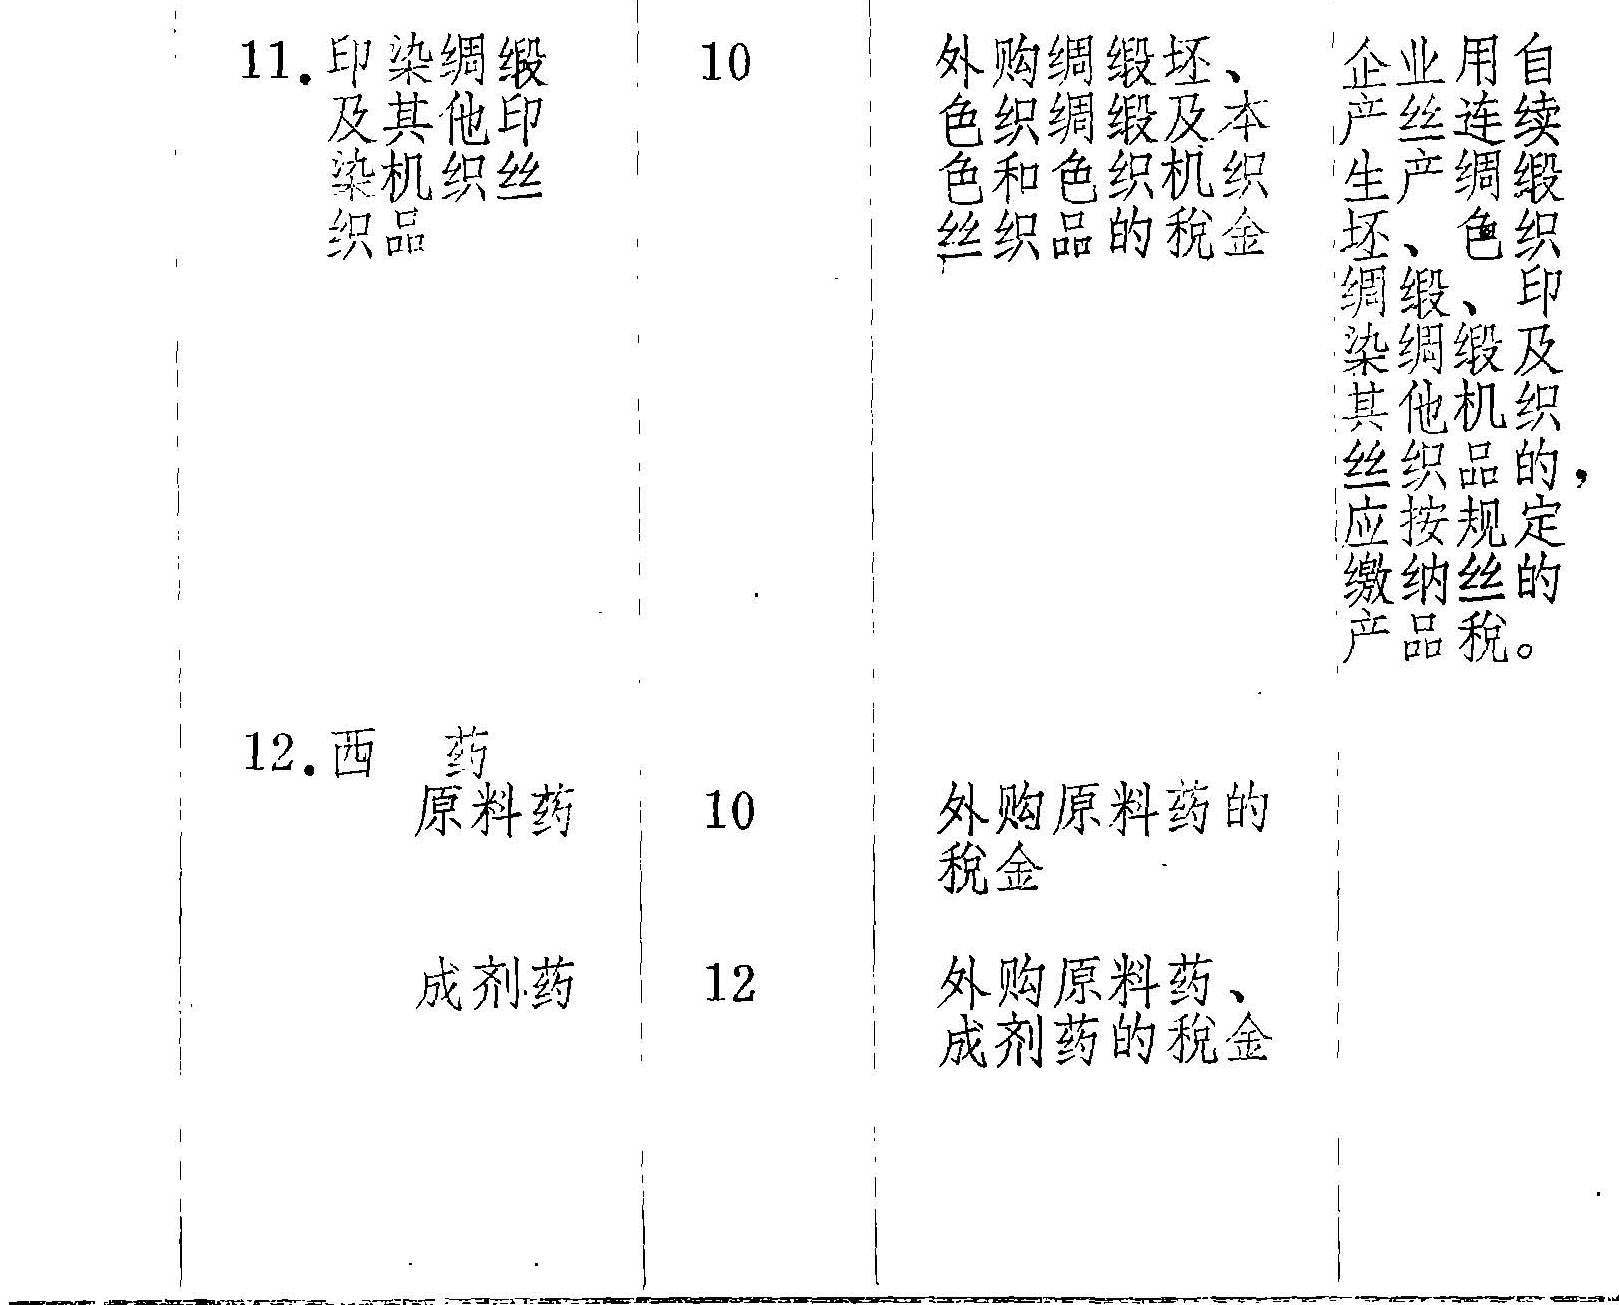 11.印染绸缎
及其他印
染机织丝
织品
10
外购绸缎坯、
色织绸缎及本
色和色织机织
丝织品的税金
企业用自
产丝连续
生产绸缎
坯、色织
绸缎、印
染绸缎及
其他机织
丝织品的，
应按规定
缴纳丝的
产品税。
12.西 药
原料药
10
外购原料药的
税金
成剂药
12
外购原料药、
成剂药的税金